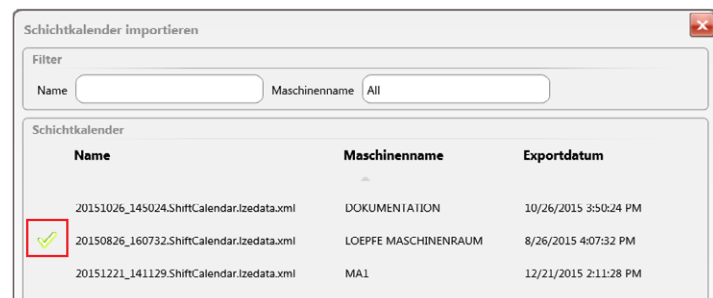 Schichtkalender importieren
Filter
Name Maschinenname All
Schichtkalender
Name Maschinenname Exportdatum
20151026_145024.ShiftCalendar.lzedata.xml DOKUMENTATION 10/26/2015 3:50:24 PM
20150826_160732.ShiftCalendar.lzedata.xml LOEPFE MASCHINENRAUM 8/26/2015 4:07:32 PM
20151221_141129.ShiftCalendar.lzedata.xml MA1 12/21/2015 2:11:28 PM